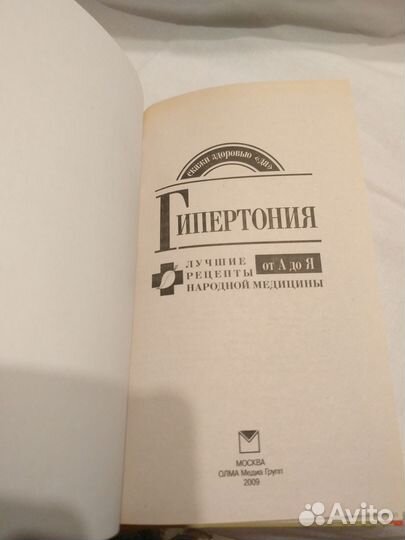 скажи здоровью «да»
ГИПЕРТОНИЯ
ЛУЧШИЕ
РЕЦЕПТЫ от А до Я
НАРОДНОЙ МЕДИЦИНЫ
МОСКВА
ОЛМА Медиа Групп
2009
Avito